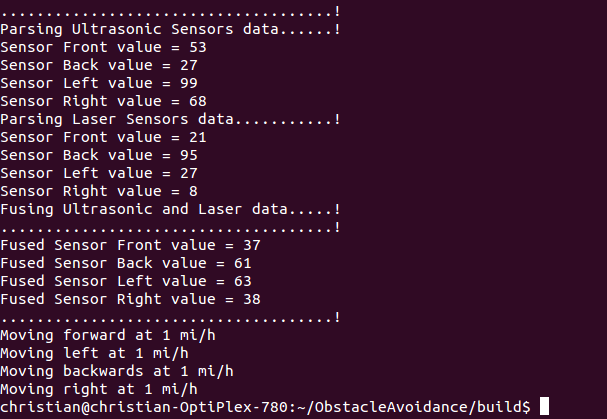 .....................................!
Parsing Ultrasonic Sensors data......!
Sensor Front value = 53
Sensor Back value = 27
Sensor Left value = 99
Sensor Right value = 68
Parsing Laser Sensors data...........!
Sensor Front value = 21
Sensor Back value = 95
Sensor Left value = 27
Sensor Right value = 8
Fusing Ultrasonic and Laser data.....!
.....................................!
Fused Sensor Front value = 37
Fused Sensor Back value = 61
Fused Sensor Left value = 63
Fused Sensor Right value = 38
.....................................!
Moving forward at 1 mi/h
Moving left at 1 mi/h
Moving backwards at 1 mi/h
Moving right at 1 mi/h
christian@christian-OptiPlex-780:~/ObstacleAvoidance/build$